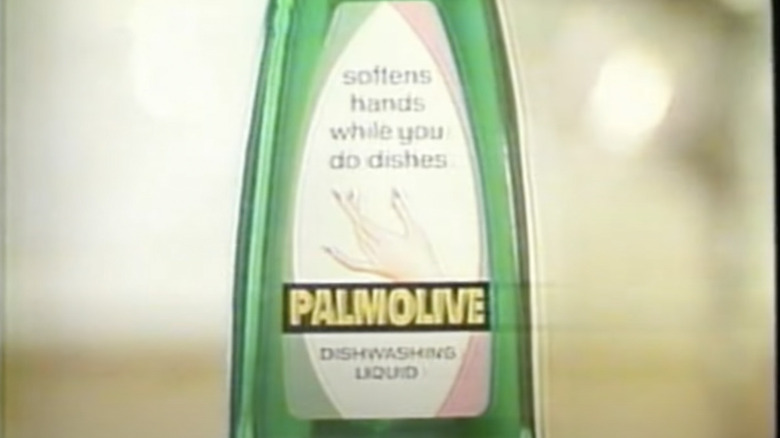 softens
hands
while you
do dishes
PALMOLIVE
DISHWASHING
LIQUID